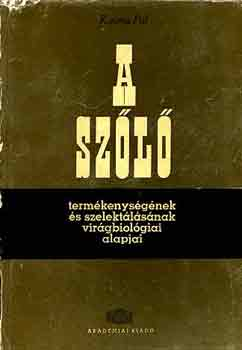 Kozma Pál
A
SZŐLŐ
termékenységének
és szelektálásának
virágbiológiai
alapjai
AKADÉMIAI KIADÓ